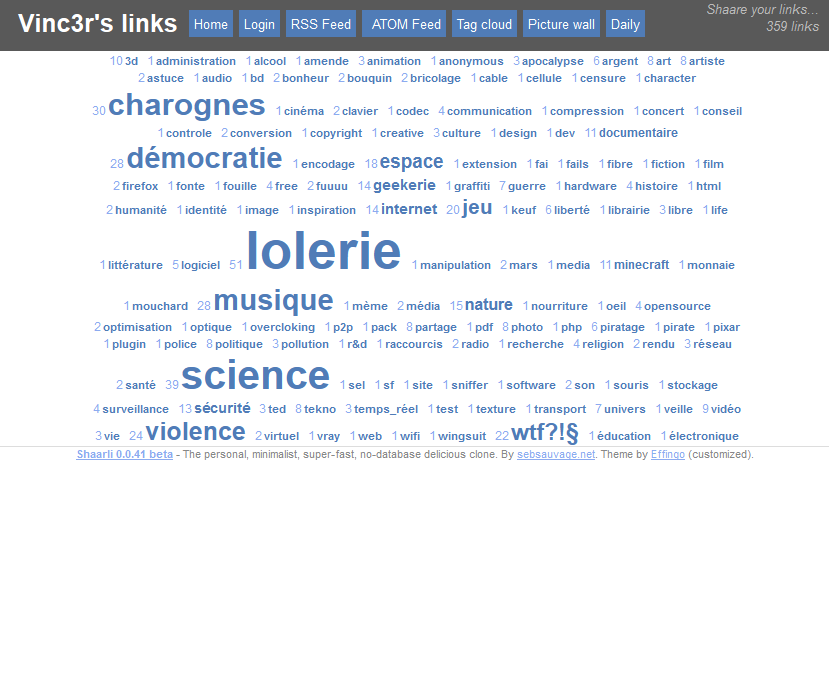 Vinc3r's links Home Login RSS Feed ATOM Feed Tag cloud Picture wall Daily
Shaare your links...
359 links
10 3d 1 administration 1 alcool 1 amende 3 animation 1 anonymous 3 apocalypse 6 argent 8 art 8 artiste
2 astuce 1 audio 1 bd 2 bonheur 2 bouquin 2 bricolage 1 cable 1 cellule 1 censure 1 character
30 charognes 1 cinéma 2 clavier 1 codec 4 communication 1 compression 1 concert 1 conseil
1 controle 2 conversion 1 copyright 1 creative 3 culture 1 design 1 dev 11 documentaire
28 démocratie 1 encodage 18 espace 1 extension 1 fai 1 fails 1 fibre 1 fiction 1 film
2 firefox 1 fonte 1 fouille 4 free 2 fuuuu 14 geekerie 1 graffiti 7 guerre 1 hardware 4 histoire 1 html
2 humanité 1 identité 1 image 1 inspiration 14 internet 20 jeu 1 keuf 6 liberté 1 librairie 3 libre 1 life
1 littérature 5 logiciel 51 lolerie 1 manipulation 2 mars 1 media 11 minecraft 1 monnaie
1 mouchard 28 musique 1 mème 2 média 15 nature 1 nourriture 1 oeil 4 opensource
2 optimisation 1 optique 1 overcloking 1 p2p 1 pack 8 partage 1 pdf 8 photo 1 php 6 piratage 1 pirate 1 pixar
1 plugin 1 police 8 politique 3 pollution 1 r&d 1 raccourcis 2 radio 1 recherche 4 religion 2 rendu 3 réseau
2 santé 39 science 1 sel 1 sf 1 site 1 sniffer 1 software 2 son 1 souris 1 stockage
4 surveillance 13 sécurité 3 ted 8 tekno 3 temps_réel 1 test 1 texture 1 transport 7 univers 1 veille 9 vidéo
3 vie 24 violence 2 virtuel 1 vray 1 web 1 wifi 1 wingsuit 22 wtf?!§ 1 éducation 1 électronique
Shaarli 0.0.41 beta - The personal, minimalist, super-fast, no-database delicious clone. By sebsauvage.net. Theme by Effingo (customized).